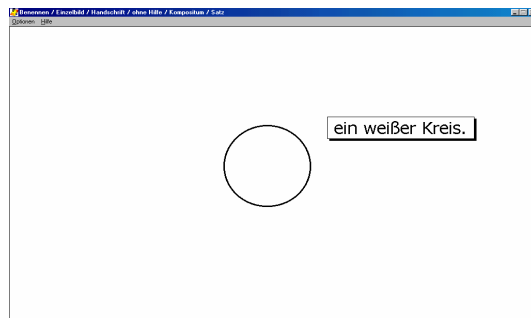 Benennen / Einzelbild / Handschrift / ohne Hilfe / Kompositum / Satz
Optionen Hilfe
ein weißer Kreis.